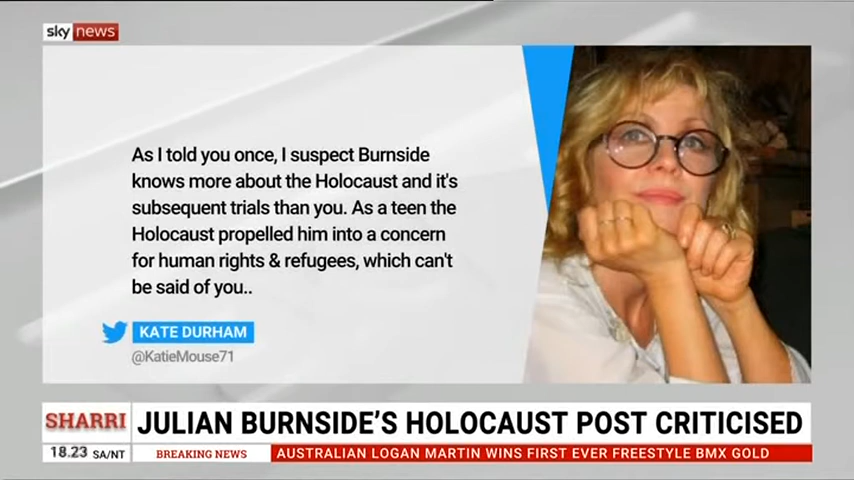 sky news
As I told you once, I suspect Burnside
knows more about the Holocaust and it's
subsequent trials than you. As a teen the
Holocaust propelled him into a concern
for human rights & refugees, which can't
be said of you..
KATE DURHAM
@KatieMouse71
SHARRI
JULIAN BURNSIDE'S HOLOCAUST POST CRITICISED
18.23 SA/NT
BREAKING NEWS
AUSTRALIAN LOGAN MARTIN WINS FIRST EVER FREESTYLE BMX GOLD